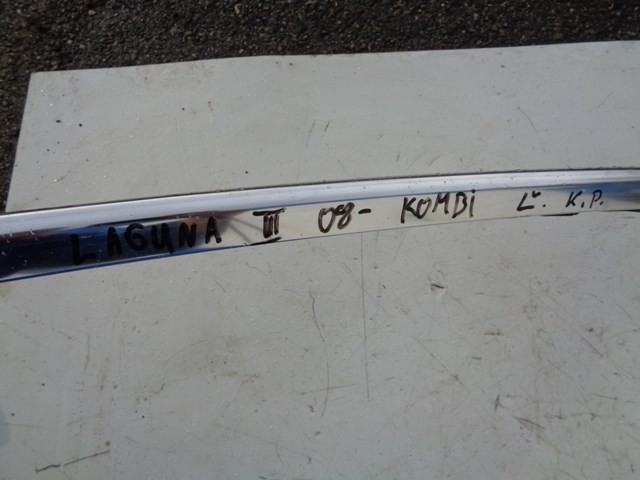 LAGUNA III 08- KOMBi L. K.P.